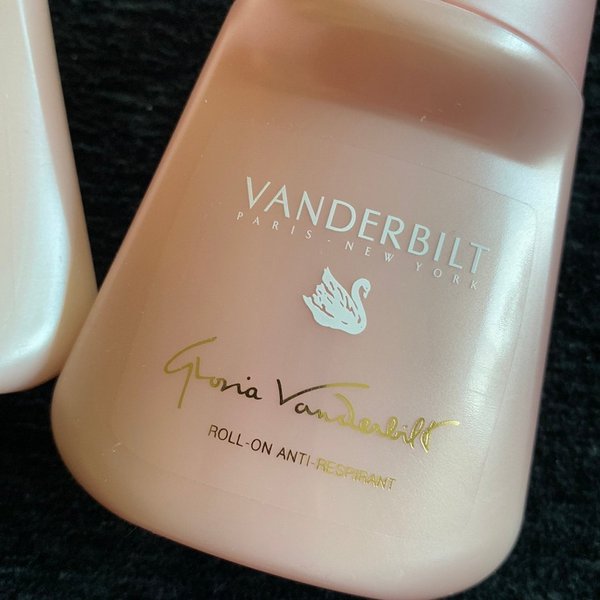 VANDERBILT
PARIS - NEW YORK
Gloria Vanderbilt
ROLL-ON ANTI-RESPIRANT